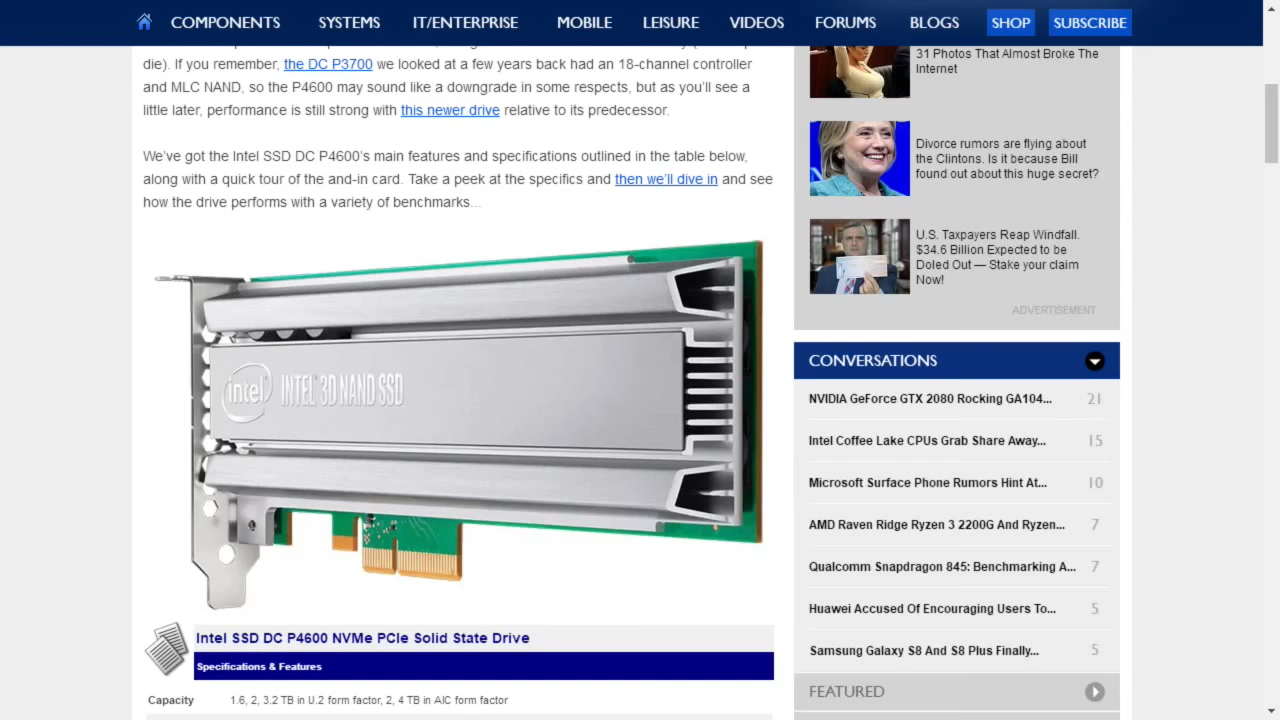 COMPONENTS SYSTEMS IT/ENTERPRISE MOBILE LEISURE VIDEOS FORUMS BLOGS SHOP SUBSCRIBE
die). If you remember, the DC P3700 we looked at a few years back had an 18-channel controller
and MLC NAND, so the P4600 may sound like a downgrade in some respects, but as you'll see a
little later, performance is still strong with this newer drive relative to its predecessor.
We've got the Intel SSD DC P4600's main features and specifications outlined in the table below,
along with a quick tour of the and-in card. Take a peek at the specifics and then we'll dive in and see
how the drive performs with a variety of benchmarks...
intel INTEL 3D NAND SSD
Intel SSD DC P4600 NVMe PCIe Solid State Drive
Specifications & Features
Capacity 1.6, 2, 3.2 TB in U.2 form factor, 2, 4 TB in AIC form factor
31 Photos That Almost Broke The
Internet
Divorce rumors are flying about
the Clintons. Is it because Bill
found out about this huge secret?
U.S. Taxpayers Reap Windfall.
$34.6 Billion Expected to be
Doled Out — Stake your claim
Now!
ADVERTISEMENT
CONVERSATIONS
NVIDIA GeForce GTX 2080 Rocking GA104... 21
Intel Coffee Lake CPUs Grab Share Away... 15
Microsoft Surface Phone Rumors Hint At... 10
AMD Raven Ridge Ryzen 3 2200G And Ryzen... 7
Qualcomm Snapdragon 845: Benchmarking A... 7
Huawei Accused Of Encouraging Users To... 5
Samsung Galaxy S8 And S8 Plus Finally... 5
FEATURED